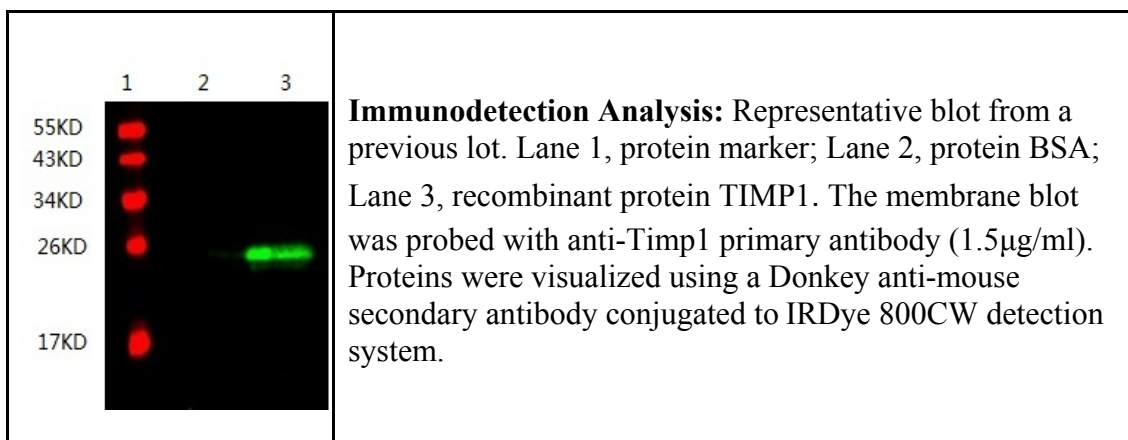 1 2 3
55KD
43KD
34KD
26KD
17KD
Immunodetection Analysis: Representative blot from a
previous lot. Lane 1, protein marker; Lane 2, protein BSA;
Lane 3, recombinant protein TIMP1. The membrane blot
was probed with anti-Timp1 primary antibody (1.5μg/ml).
Proteins were visualized using a Donkey anti-mouse
secondary antibody conjugated to IRDye 800CW detection
system.